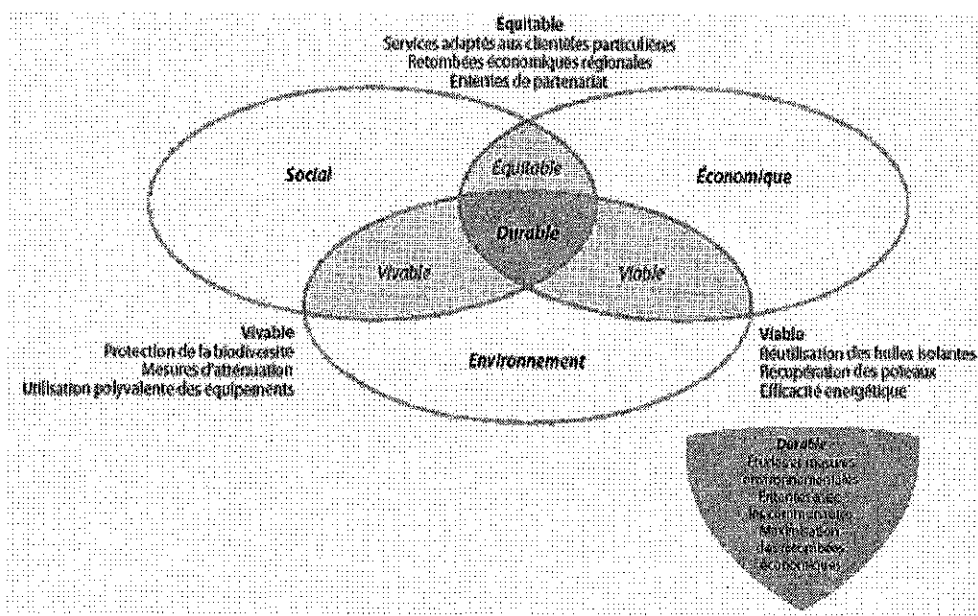 Équitable
Services adaptés aux clientèles particulières
Retombées économiques régionales
Ententes de partenariat
Social
Équitable
Économique
Durable
Vivable
Viable
Environnement
Vivable
Protection de la biodiversité
Mesures d'atténuation
Utilisation polyvalente des équipements
Viable
Réutilisation des huiles isolantes
Récupération des poteaux
Efficacité énergétique
Durable
Études et mesures
environnementales
Ententes avec
les communautés
Maximisation
des retombées
économiques